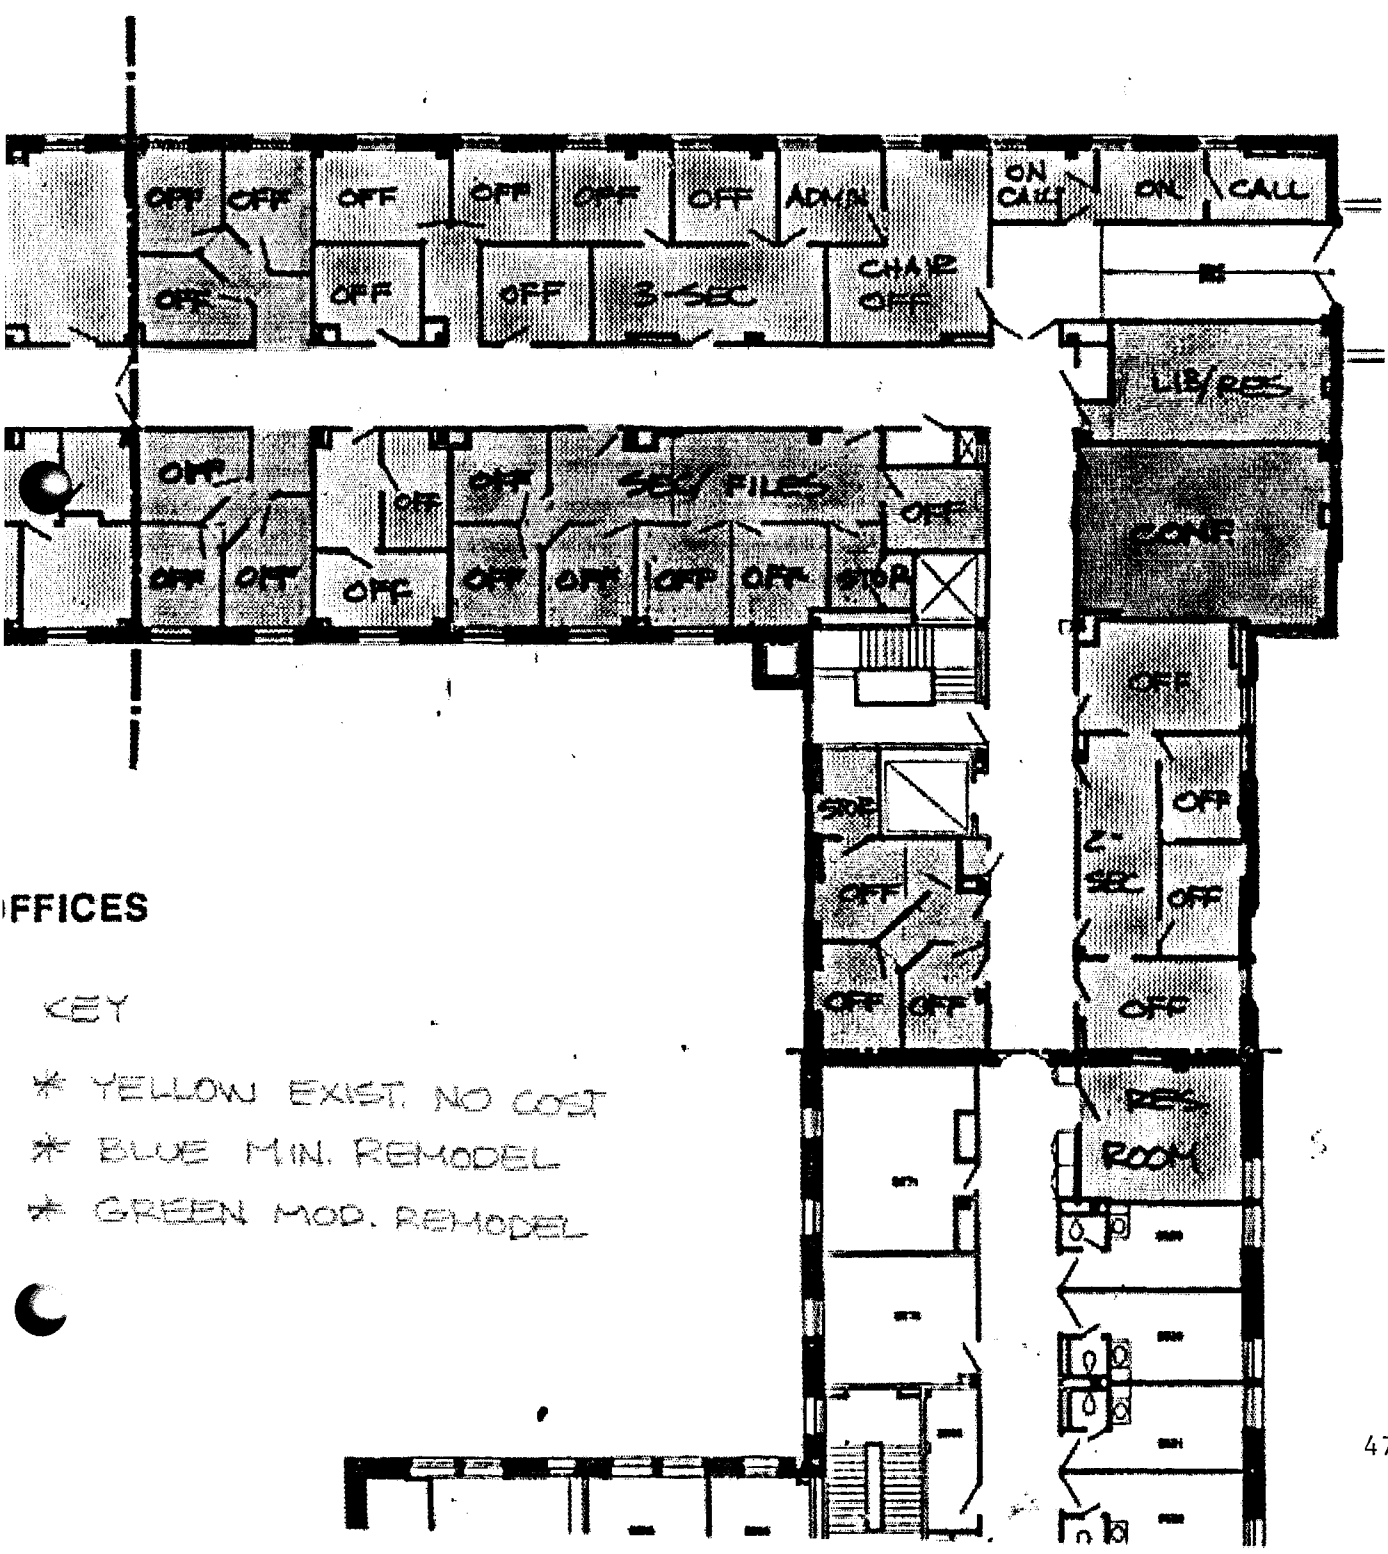 OFF OFF OFF OFF OFF OFF ADMN ON CALL ON CALL
OFF OFF OFF 3-SEC CHAIR OFF
LIB/RES
OFF OFF OFF SEC/ FILES OFF
CONF.
OFF OFF OFF OFF OFF OFF OFF STOR
OFF
STOR OFF
2-SEC
OFF OFF
OFF OFF OFF
OFFICES
KEY
* YELLOW EXIST. NO COST
* BLUE MIN. REMODEL
* GREEN MOD. REMODEL
RES ROOM
47